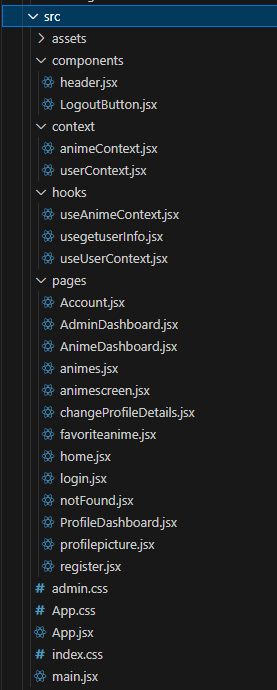 src
assets
components
header.jsx
LogoutButton.jsx
context
animeContext.jsx
userContext.jsx
hooks
useAnimeContext.jsx
usegetuserInfo.jsx
useUserContext.jsx
pages
Account.jsx
AdminDashboard.jsx
AnimeDashboard.jsx
animes.jsx
animescreen.jsx
changeProfileDetails.jsx
favoriteanime.jsx
home.jsx
login.jsx
notFound.jsx
ProfileDashboard.jsx
profilepicture.jsx
register.jsx
# admin.css
# App.css
App.jsx
# index.css
main.jsx